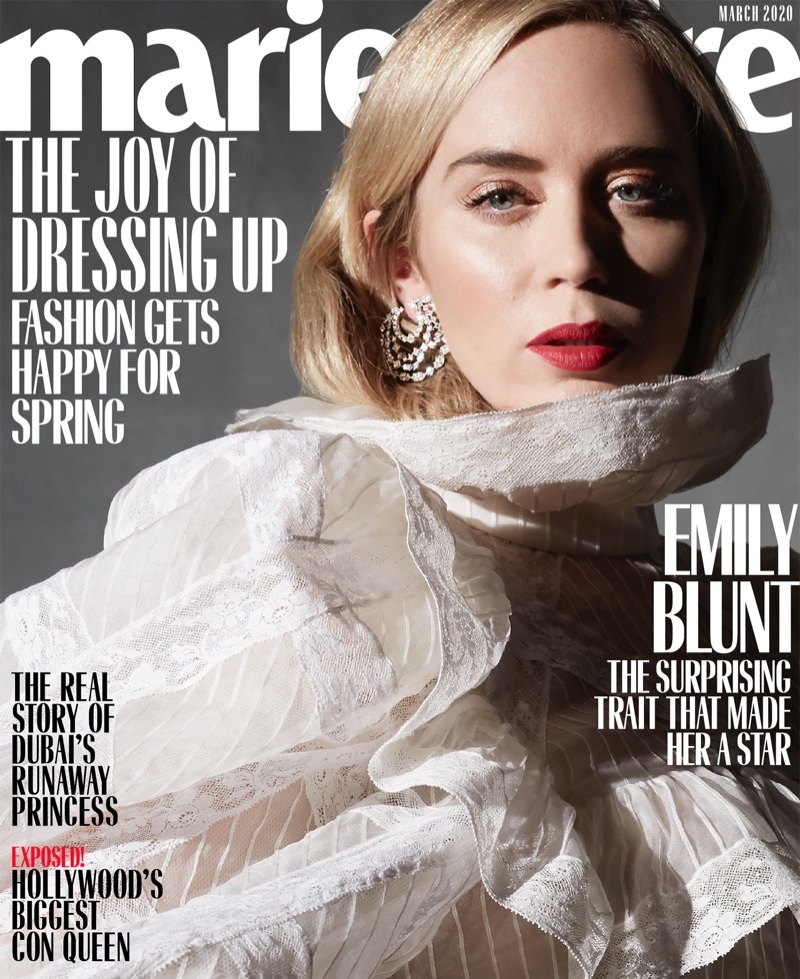 MARCH 2020
marie claire
THE JOY OF
DRESSING UP
FASHION GETS
HAPPY FOR
SPRING
EMILY
BLUNT
THE SURPRISING
TRAIT THAT MADE
HER A STAR
THE REAL
STORY OF
DUBAI'S
RUNAWAY
PRINCESS
EXPOSED!
HOLLYWOOD'S
BIGGEST
CON QUEEN